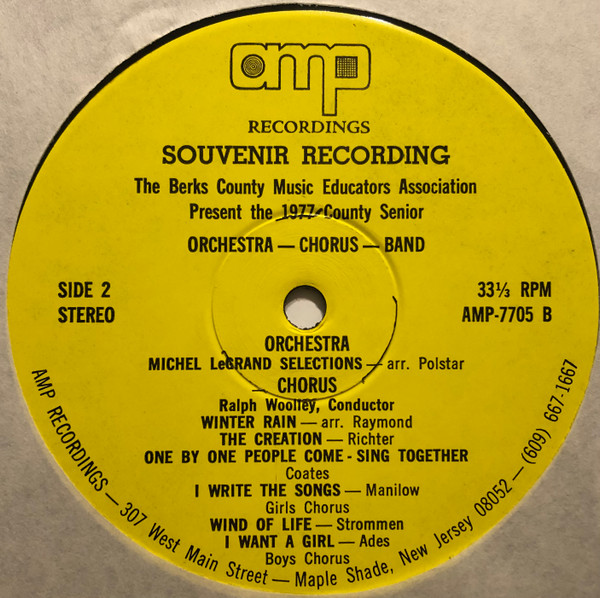 amp
RECORDINGS
SOUVENIR RECORDING
The Berks County Music Educators Association
Present the 1977 County Senior
ORCHESTRA — CHORUS — BAND
SIDE 2
STEREO
33⅓ RPM
AMP-7705 B
ORCHESTRA
MICHEL LeGRAND SELECTIONS — arr. Polstar
CHORUS
Ralph Woolley, Conductor
WINTER RAIN — arr. Raymond
THE CREATION — Richter
ONE BY ONE PEOPLE COME - SING TOGETHER
Coates
I WRITE THE SONGS — Manilow
Girls Chorus
WIND OF LIFE — Strommen
I WANT A GIRL — Ades
Boys Chorus
AMP RECORDINGS — 307 West Main Street — Maple Shade, New Jersey 08052 — (609) 667-1667